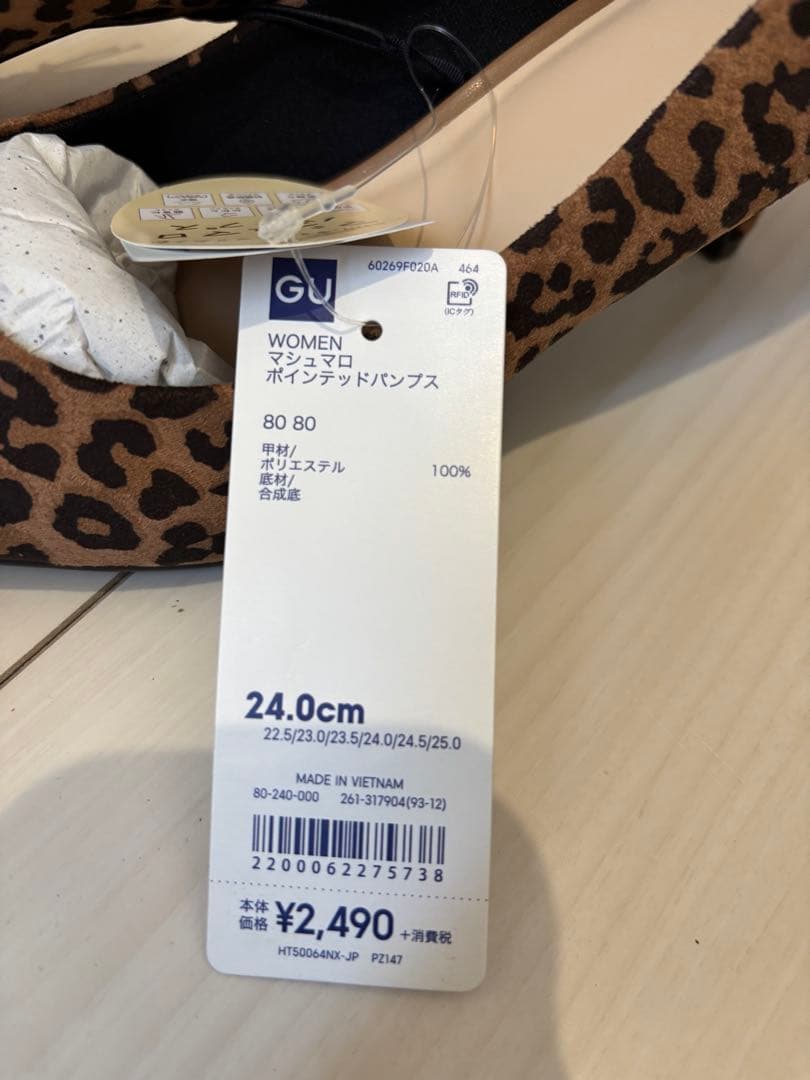 GU
60269F020A 464
RFID
(ICタグ)
WOMEN
マシュマロ
ポインテッドパンプス
80 80
甲材/
ポリエステル 100%
底材/
合成底
24.0cm
22.5/23.0/23.5/24.0/24.5/25.0
MADE IN VIETNAM
80-240-000 261-317904(93-12)
2200062275738
本体
価格 ¥2,490 +消費税
HT50064NX-JP PZ147